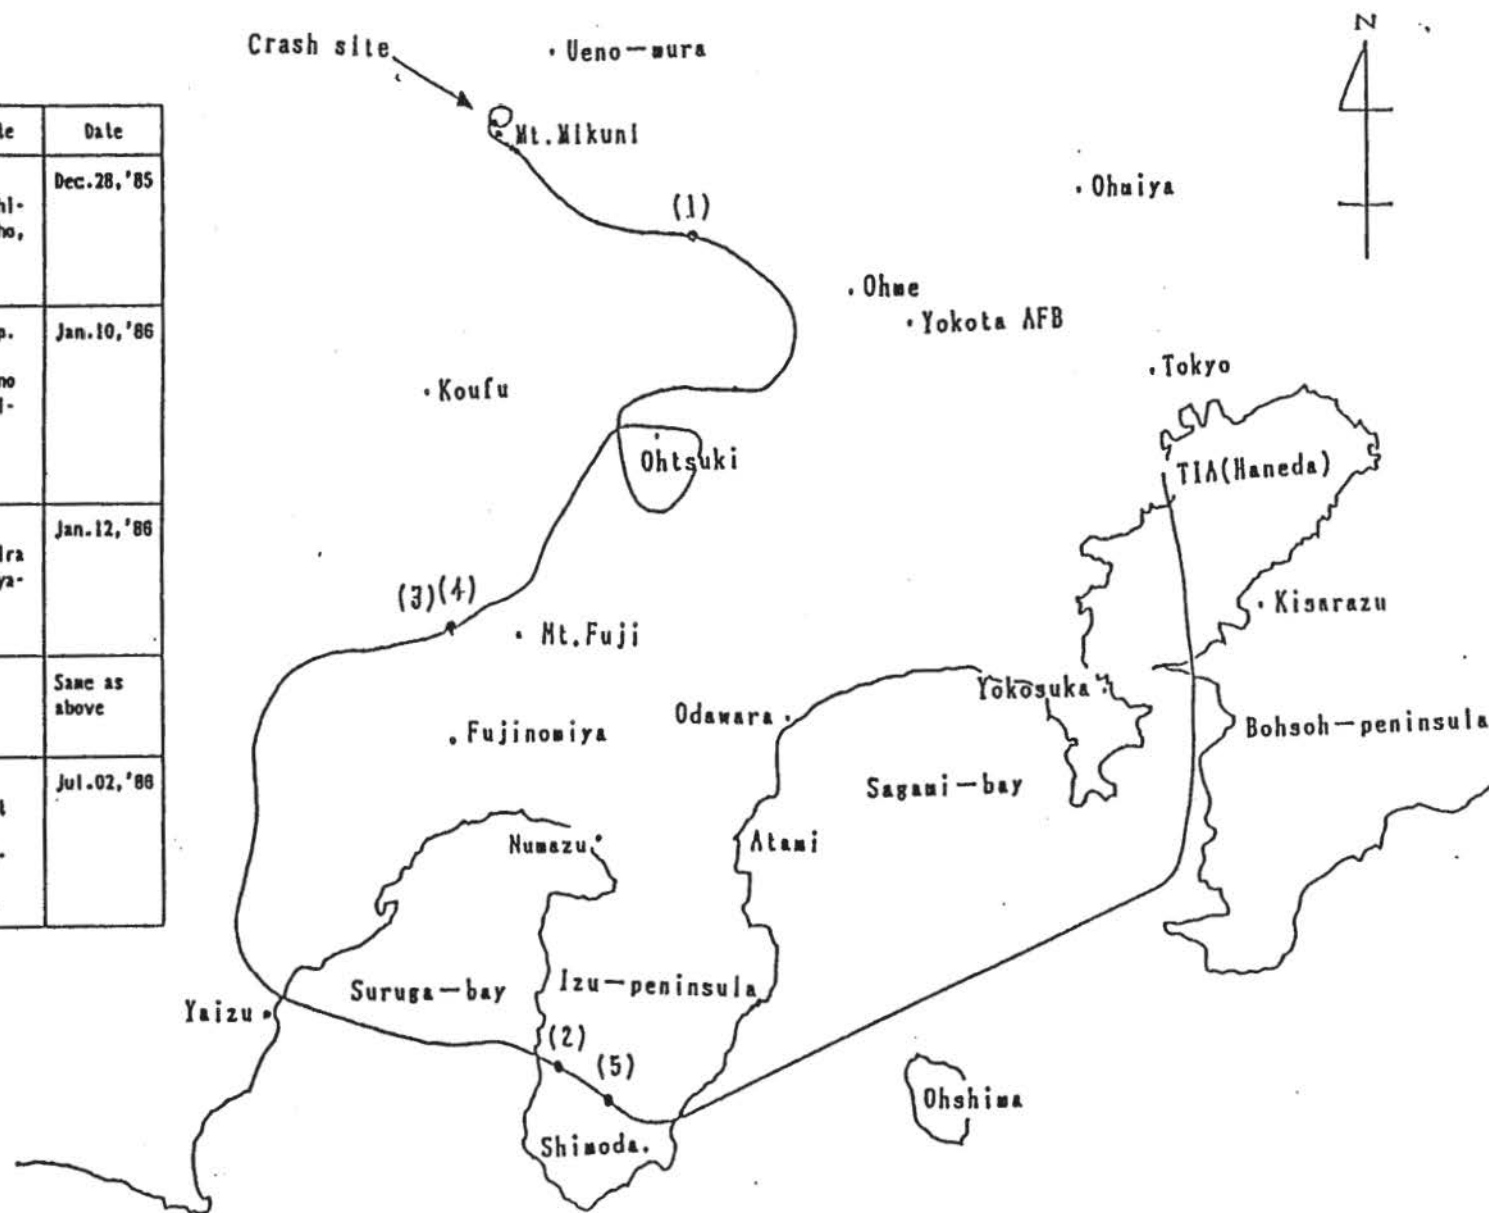 Crash site
Ueno-mura
N
Date
Mt.Mikuni
Dec.28,'85
Ohmiya
(1)
Ohme
Jan.10,'86
Yokota AFB
Tokyo
Koufu
Ohtsuki
TIA(Haneda)
Jan.12,'86
(3)(4)
Kisarazu
Mt.Fuji
Same as
above
Yokosuka
Odawara
Bohsoh-peninsula
Fujinomiya
Jul.02,'86
Sagami-bay
Numazu
Atami
Suruga-bay
Izu-peninsula
Yaizu
(2)
(5)
Ohshima
Shimoda